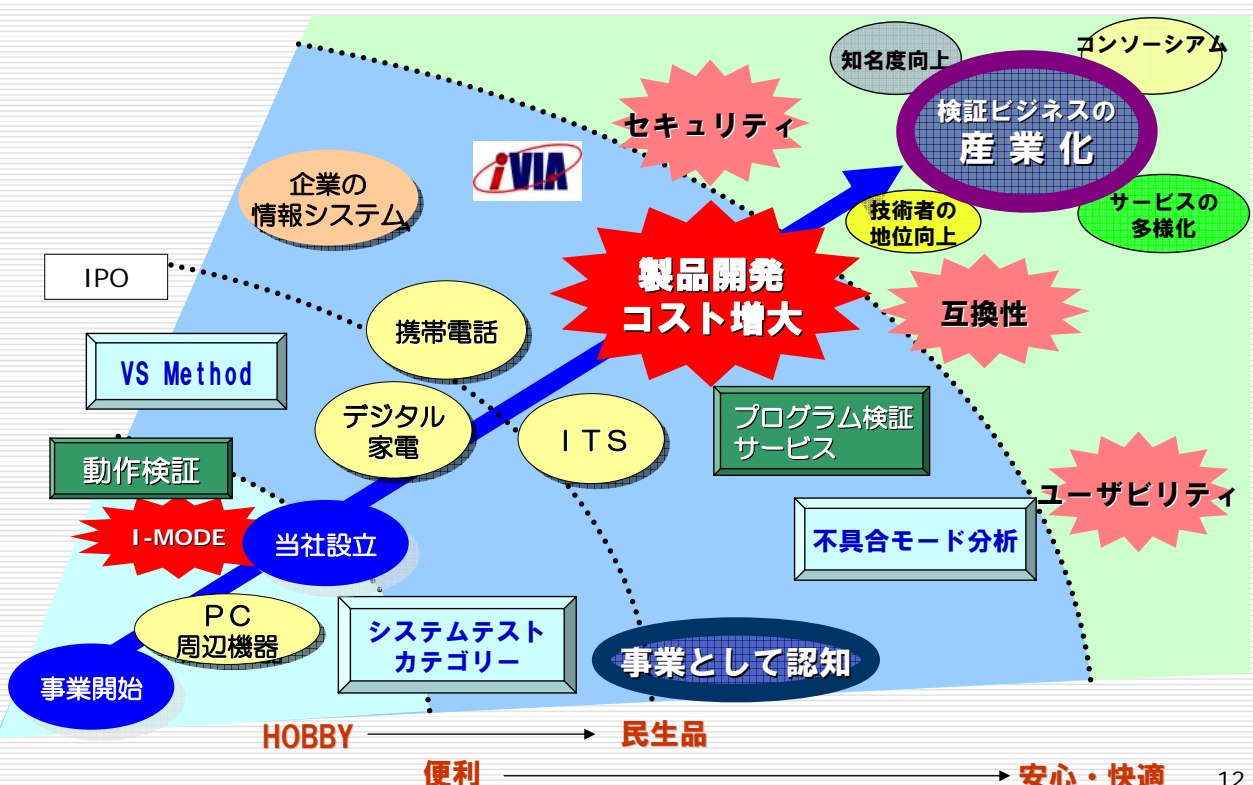 知名度向上
コンソーシアム
検証ビジネスの
産業化
セキュリティ
iVIA
企業の
情報システム
技術者の
地位向上
サービスの
多様化
IPO
製品開発
コスト増大
互換性
携帯電話
VS Method
デジタル
家電
ITS
プログラム検証
サービス
動作検証
ユーザビリティ
I-MODE
当社設立
不具合モード分析
PC
周辺機器
システムテスト
カテゴリー
事業として認知
事業開始
HOBBY
民生品
便利
安心・快適
12